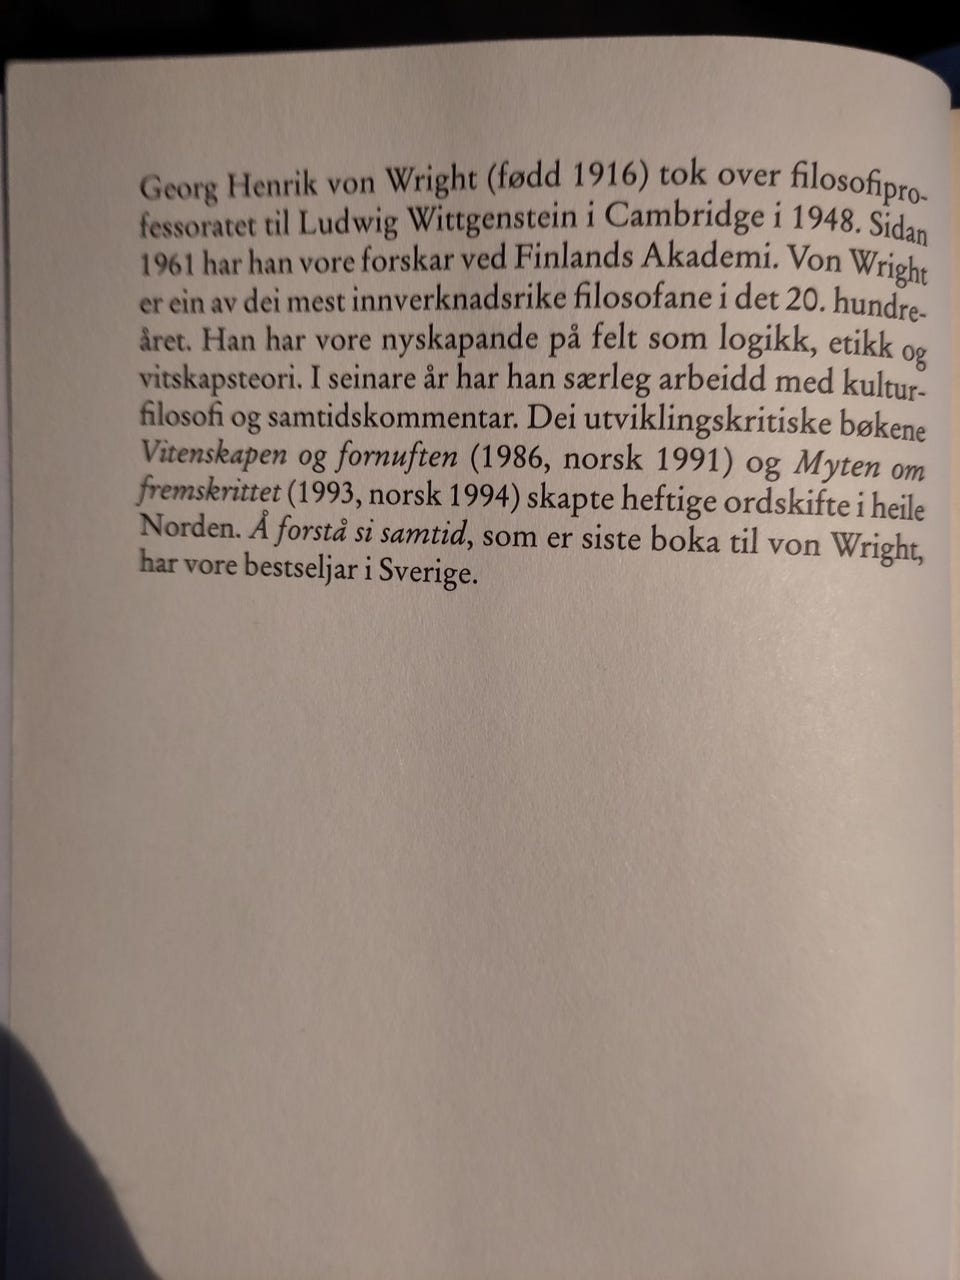 Georg Henrik von Wright (fødd 1916) tok over filosofipro-
fessoratet til Ludwig Wittgenstein i Cambridge i 1948. Sidan
1961 har han vore forskar ved Finlands Akademi. Von Wright
er ein av dei mest innverknadsrike filosofane i det 20. hundre-
året. Han har vore nyskapande på felt som logikk, etikk og
vitskapsteori. I seinare år har han særleg arbeidd med kultur-
filosofi og samtidskommentar. Dei utviklingskritiske bøkene
Vitenskapen og fornuften (1986, norsk 1991) og Myten om
fremskrittet (1993, norsk 1994) skapte heftige ordskifte i heile
Norden. Å forstå si samtid, som er siste boka til von Wright,
har vore bestseljar i Sverige.